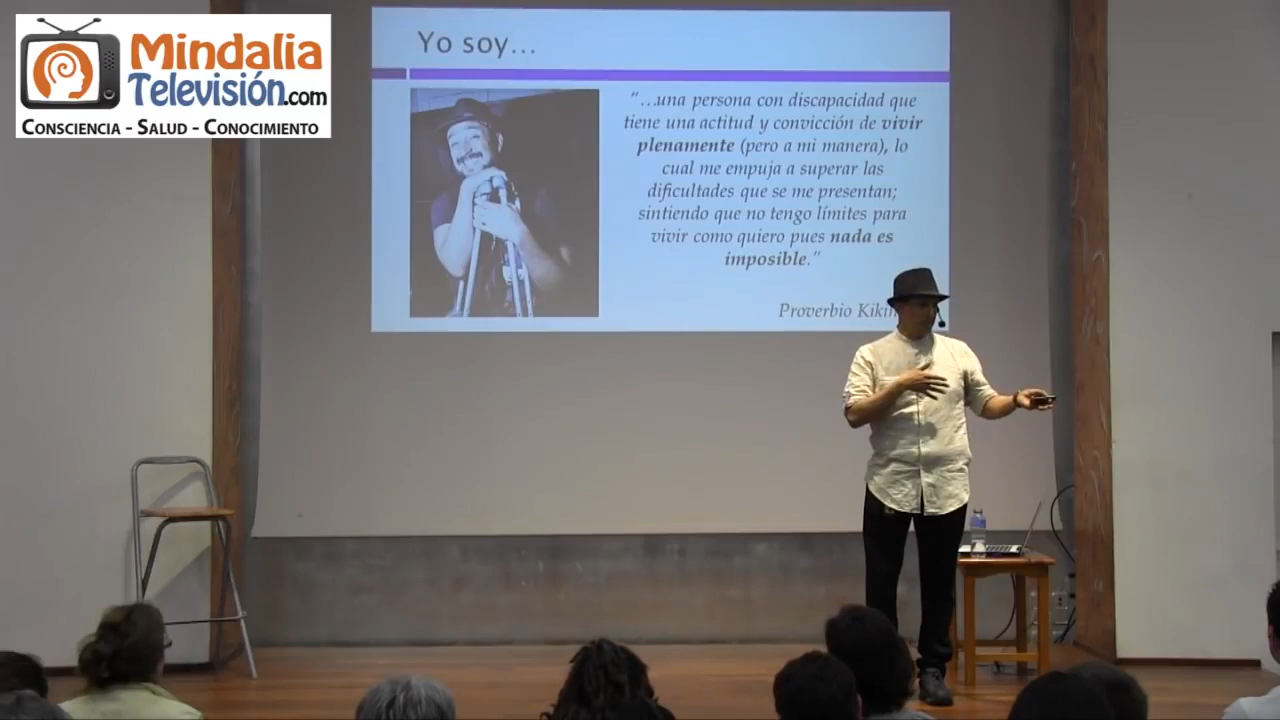 Mindalia
Televisión.com
CONSCIENCIA - SALUD - CONOCIMIENTO
Yo soy...
“...una persona con discapacidad que
tiene una actitud y convicción de vivir
plenamente (pero a mi manera), lo
cual me empuja a superar las
dificultades que se me presentan;
sintiendo que no tengo límites para
vivir como quiero pues nada es
imposible.”
Proverbio